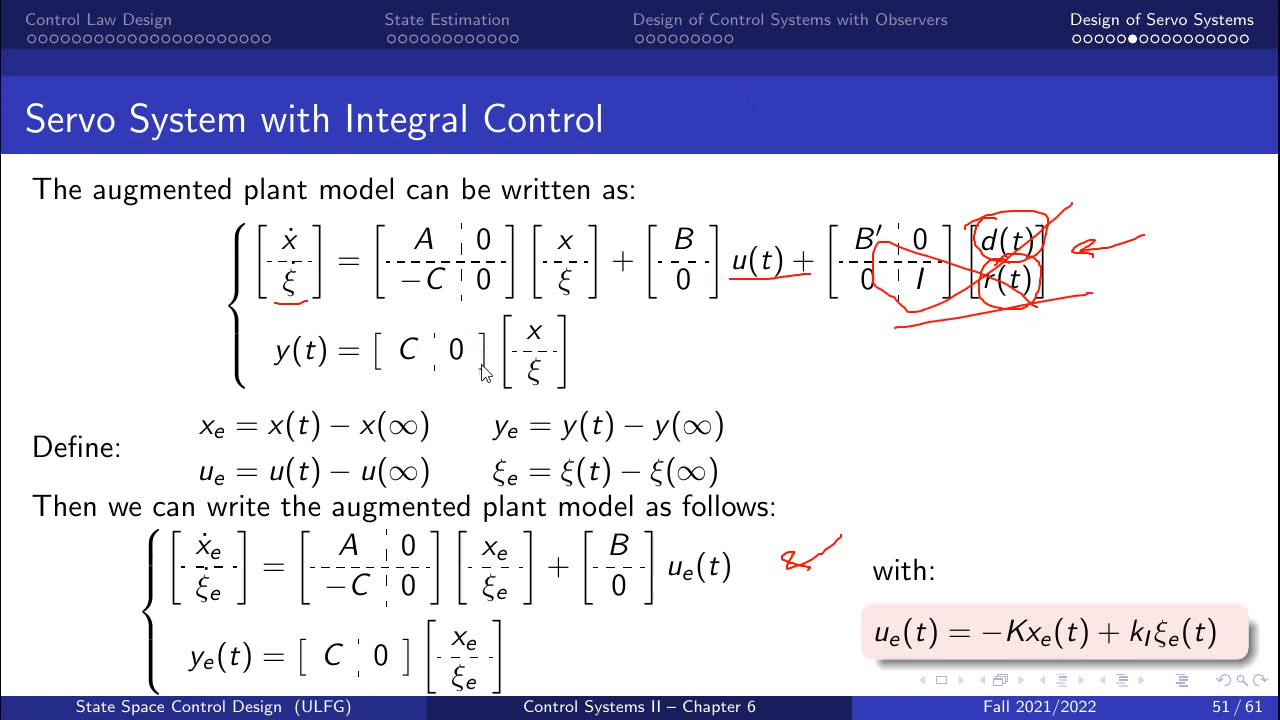 Control Law Design State Estimation Design of Control Systems with Observers Design of Servo Systems
Servo System with Integral Control
The augmented plant model can be written as:
{ [ẋ / ξ̇] = [A 0 / −C 0] [x / ξ] + [B / 0] u(t) + [B′ 0 / 0 I] [d(t) / r(t)]
y(t) = [C 0] [x / ξ]
Define:
xₑ = x(t) − x(∞) yₑ = y(t) − y(∞)
uₑ = u(t) − u(∞) ξₑ = ξ(t) − ξ(∞)
Then we can write the augmented plant model as follows:
{ [ẋₑ / ξ̇ₑ] = [A 0 / −C 0] [xₑ / ξₑ] + [B / 0] uₑ(t)
yₑ(t) = [C 0] [xₑ / ξₑ]
with:
uₑ(t) = −Kxₑ(t) + k_I ξₑ(t)
State Space Control Design (ULFG) Control Systems II – Chapter 6 Fall 2021/2022 51 / 61